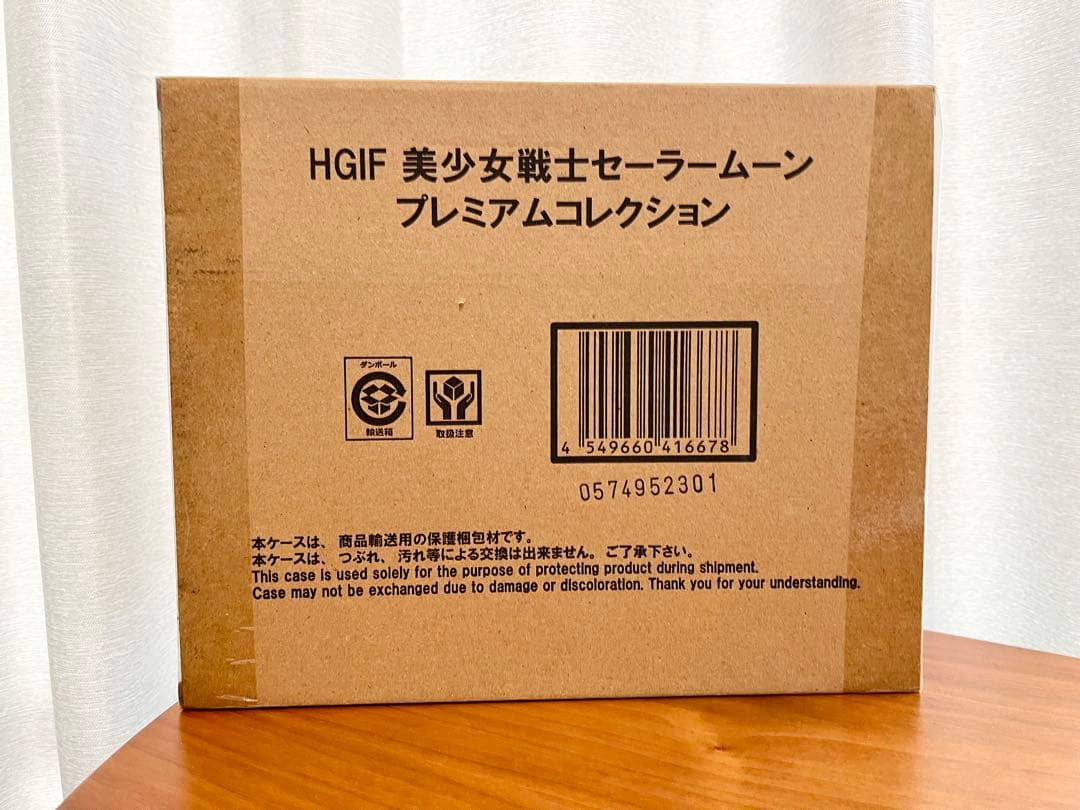 HGIF 美少女戦士セーラームーン
プレミアムコレクション
ダンボール
輸送箱
取扱注意
4 549660 416678
0574952301
本ケースは、商品輸送用の保護梱包材です。
本ケースは、つぶれ、汚れ等による交換は出来ません。ご了承下さい。
This case is used solely for the purpose of protecting product during shipment.
Case may not be exchanged due to damage or discoloration. Thank you for your understanding.